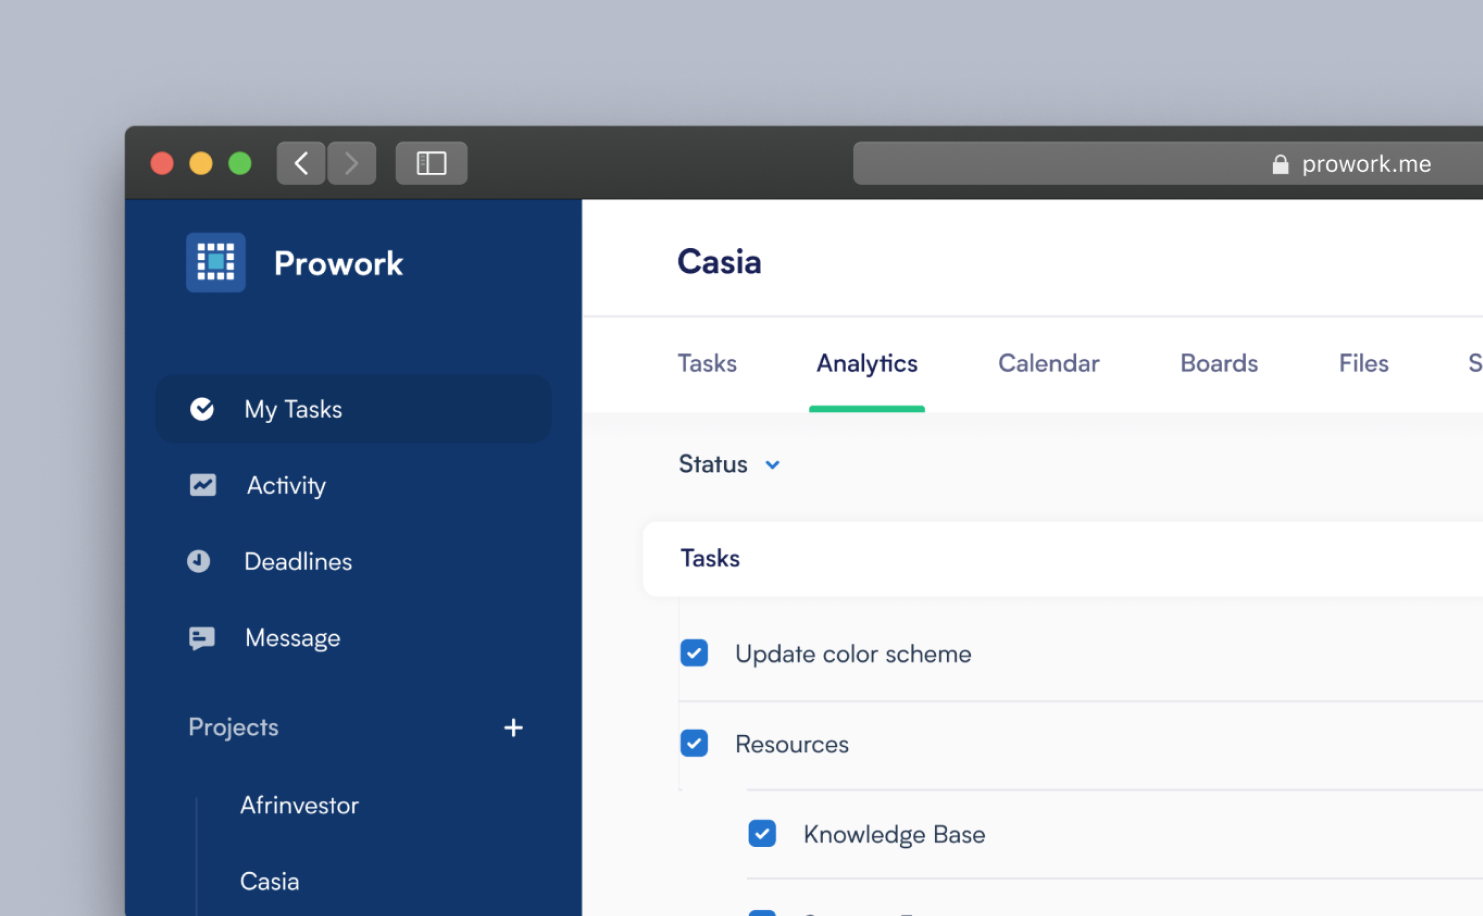 prowork.me
Prowork
Casia
Tasks Analytics Calendar Boards Files
My Tasks
Activity
Deadlines
Message
Projects +
Afrinvestor
Casia
Status
Tasks
Update color scheme
Resources
Knowledge Base